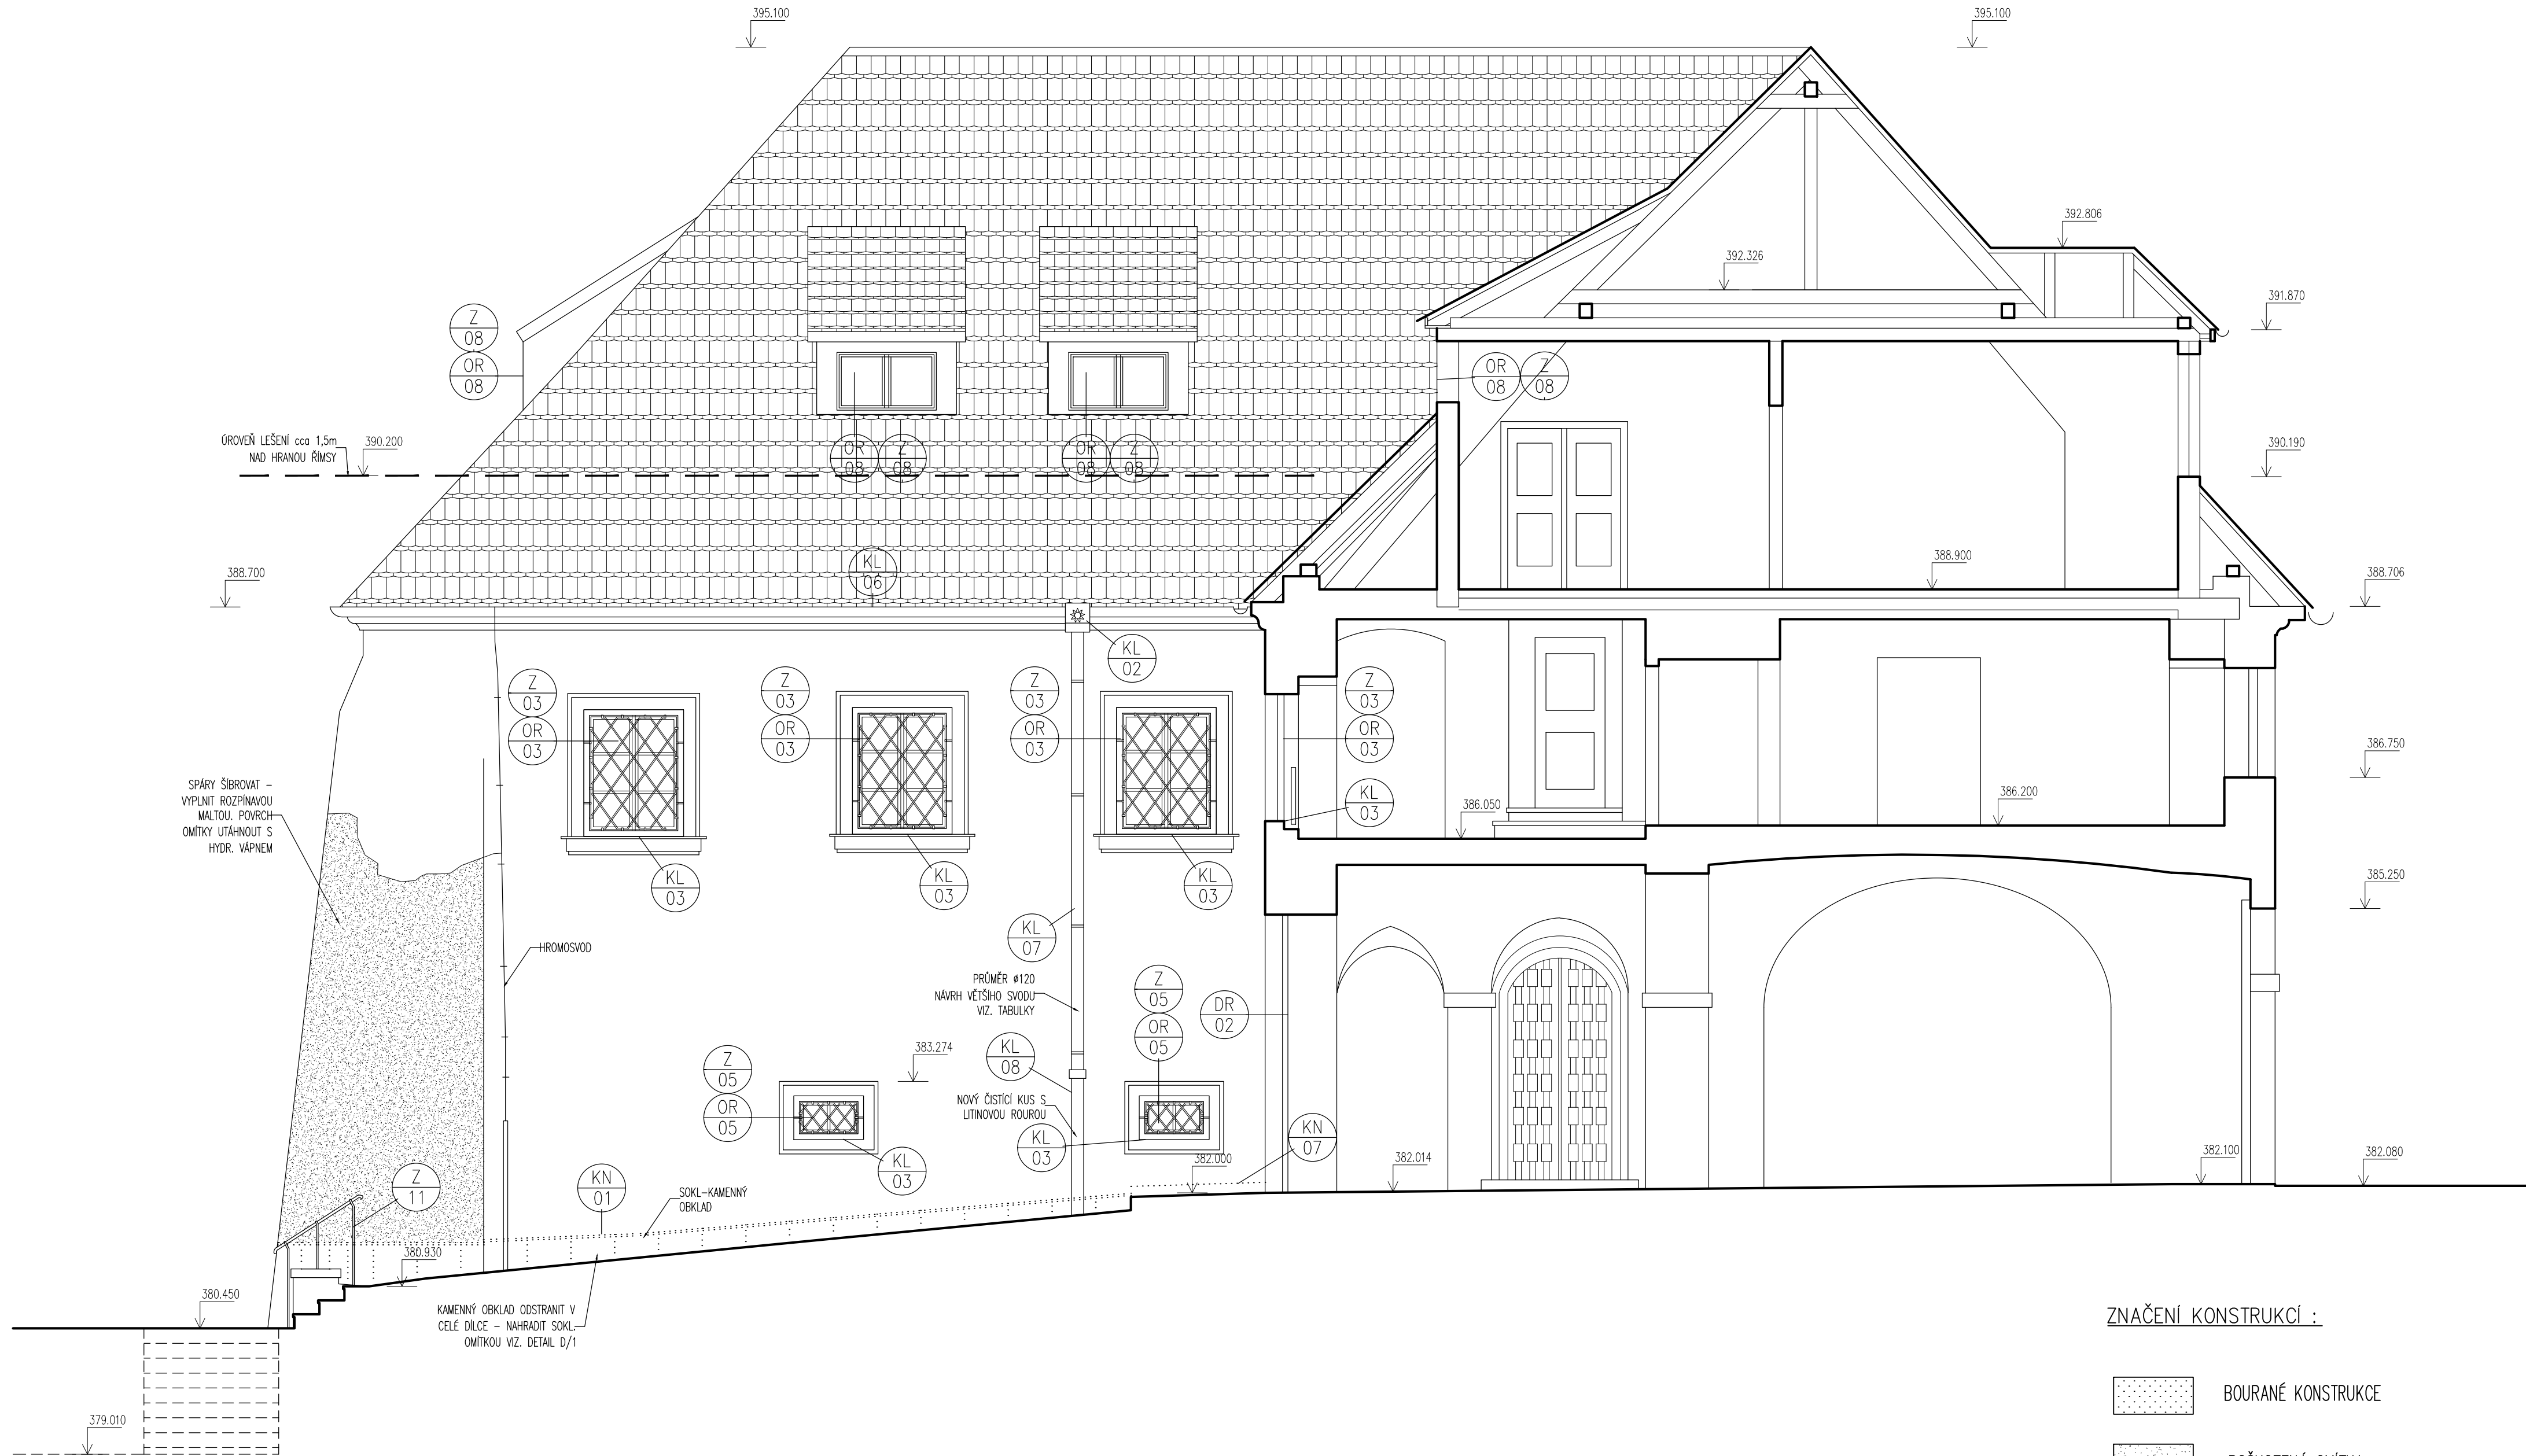 395.100
395.100
392.806
392.326
391.870
Z
08
OR
08
OR
08
Z
08
ÚROVEŇ LEŠENÍ cca 1,5m
NAD HRANOU ŘÍMSY
390.200
OR
08
Z
08
OR
08
Z
08
390.190
388.700
KL
06
388.900
388.706
KL
02
Z
03
OR
03
Z
03
OR
03
Z
03
OR
03
Z
03
OR
03
386.750
SPÁRY ŠÍBROVAT –
VYPLNIT ROZPÍNAVOU
MALTOU. POVRCH
OMÍTKY UTÁHNOUT S
HYDR. VÁPNEM
KL
03
386.050
386.200
KL
03
KL
03
KL
03
385.250
HROMOSVOD
KL
07
PRŮMĚR ø120
NÁVRH VĚTŠÍHO SVODU
VIZ. TABULKY
Z
05
OR
05
DR
02
Z
05
OR
05
383.274
KL
08
NOVÝ ČISTÍCÍ KUS S
LITINOVOU ROUROU
KL
03
KL
03
KN
07
382.000
382.014
382.100
382.080
Z
11
KN
01
SOKL-KAMENNÝ
OBKLAD
380.930
380.450
KAMENNÝ OBKLAD ODSTRANIT V
CELÉ DÍLCE – NAHRADIT SOKL.
OMÍTKOU VIZ. DETAIL D/1
379.010
ZNAČENÍ KONSTRUKCÍ :
BOURANÉ KONSTRUKCE